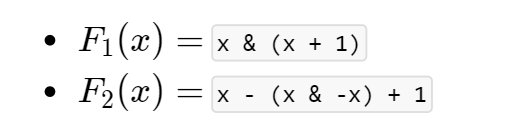 • F₁(x) = x & (x + 1)
• F₂(x) = x - (x & -x) + 1